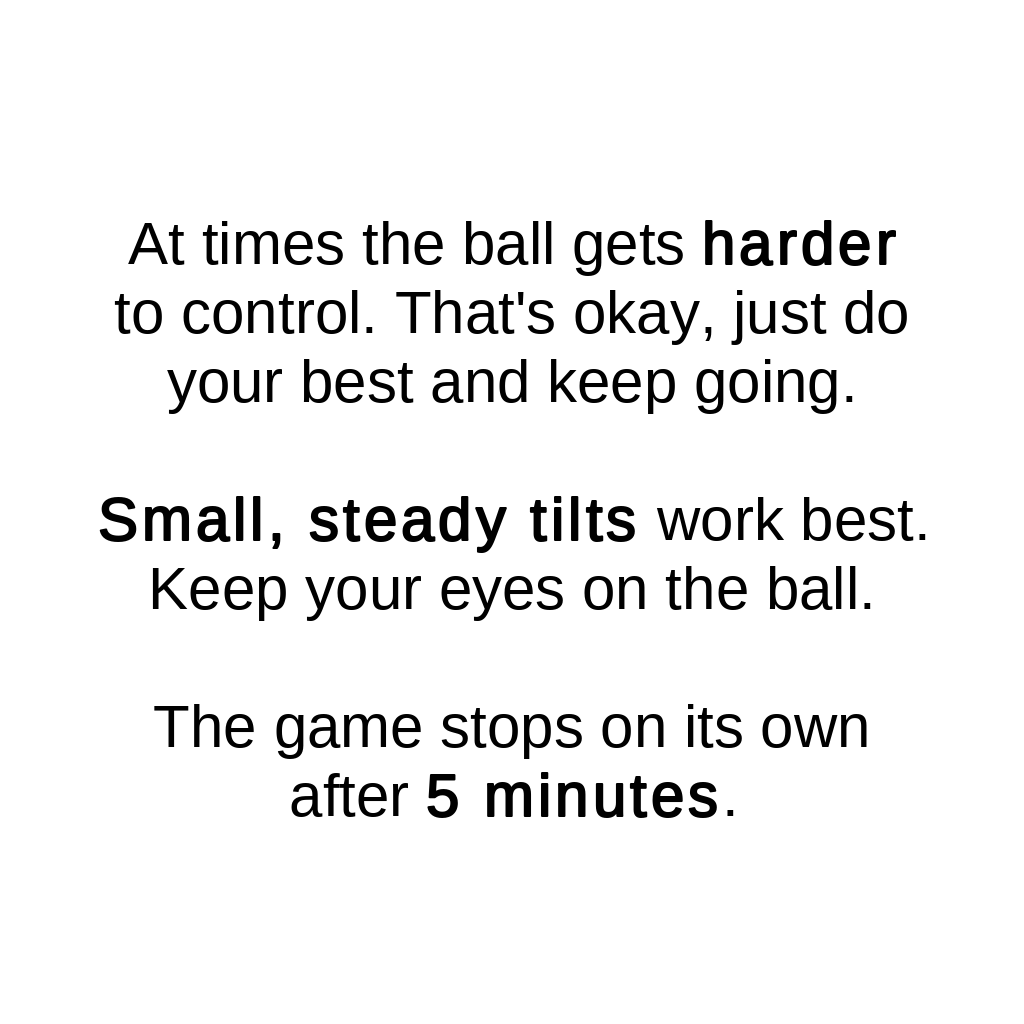 At times the ball gets harder
to control. That's okay, just do
your best and keep going.
Small, steady tilts work best.
Keep your eyes on the ball.
The game stops on its own
after 5 minutes.